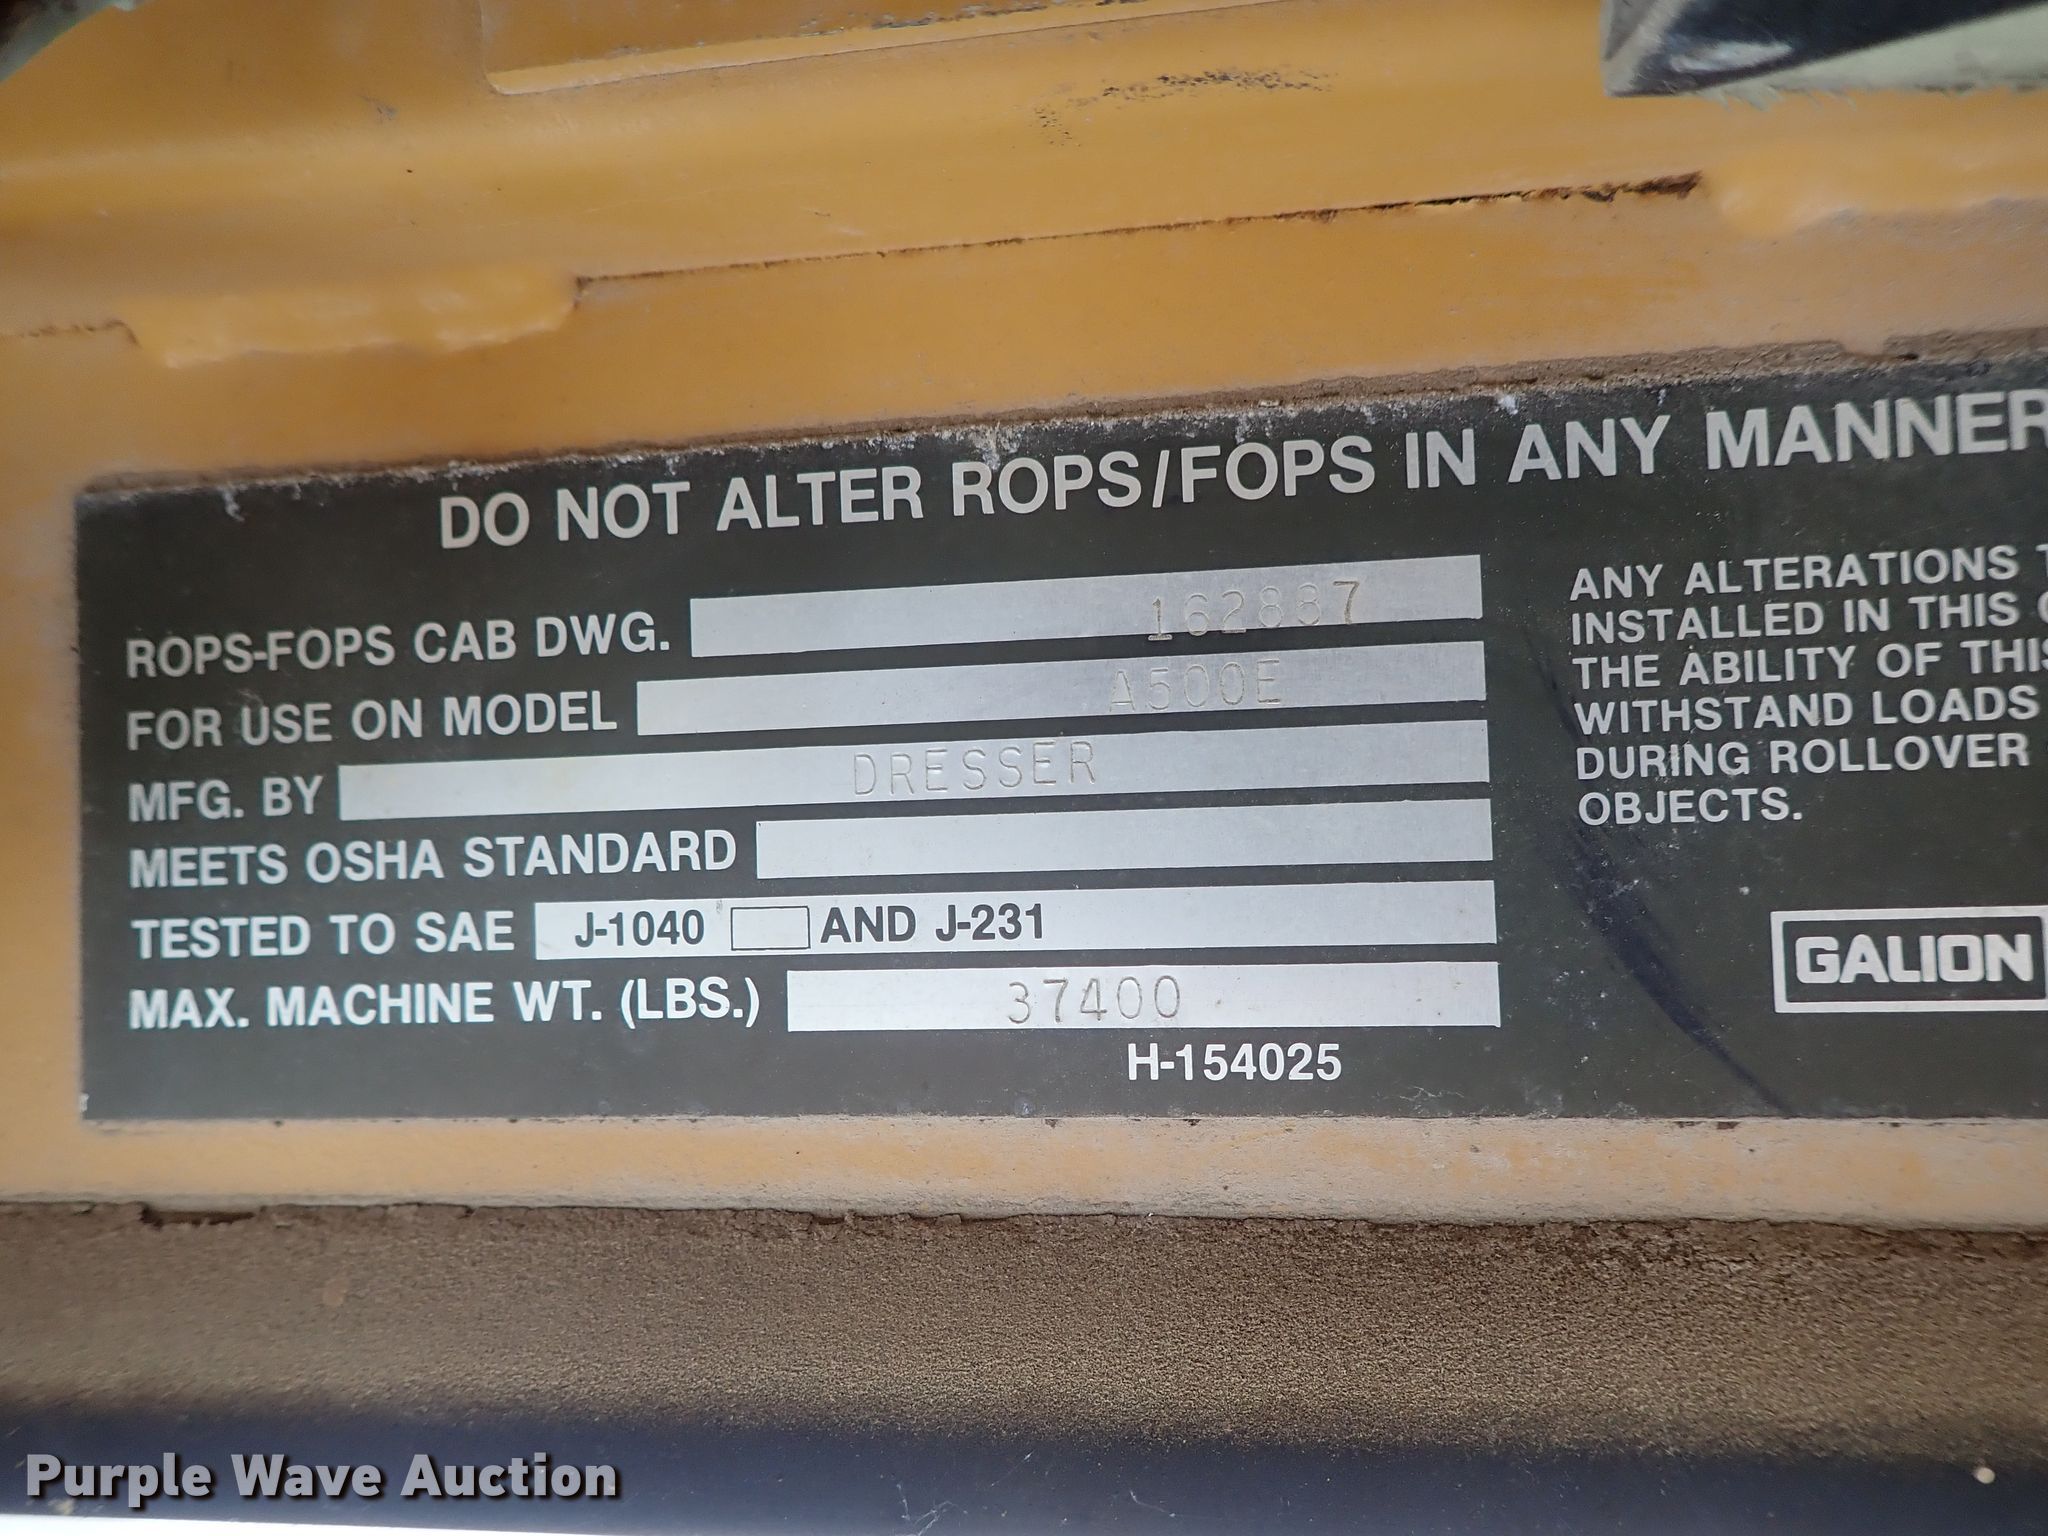 DO NOT ALTER ROPS/FOPS IN ANY MANNER
ROPS-FOPS CAB DWG. 162887
FOR USE ON MODEL A500E
MFG. BY DRESSER
MEETS OSHA STANDARD
TESTED TO SAE J-1040 AND J-231
MAX. MACHINE WT. (LBS.) 37400
H-154025
ANY ALTERATIONS
INSTALLED IN THIS
THE ABILITY OF THIS
WITHSTAND LOADS
DURING ROLLOVER
OBJECTS.
GALION
Purple Wave Auction